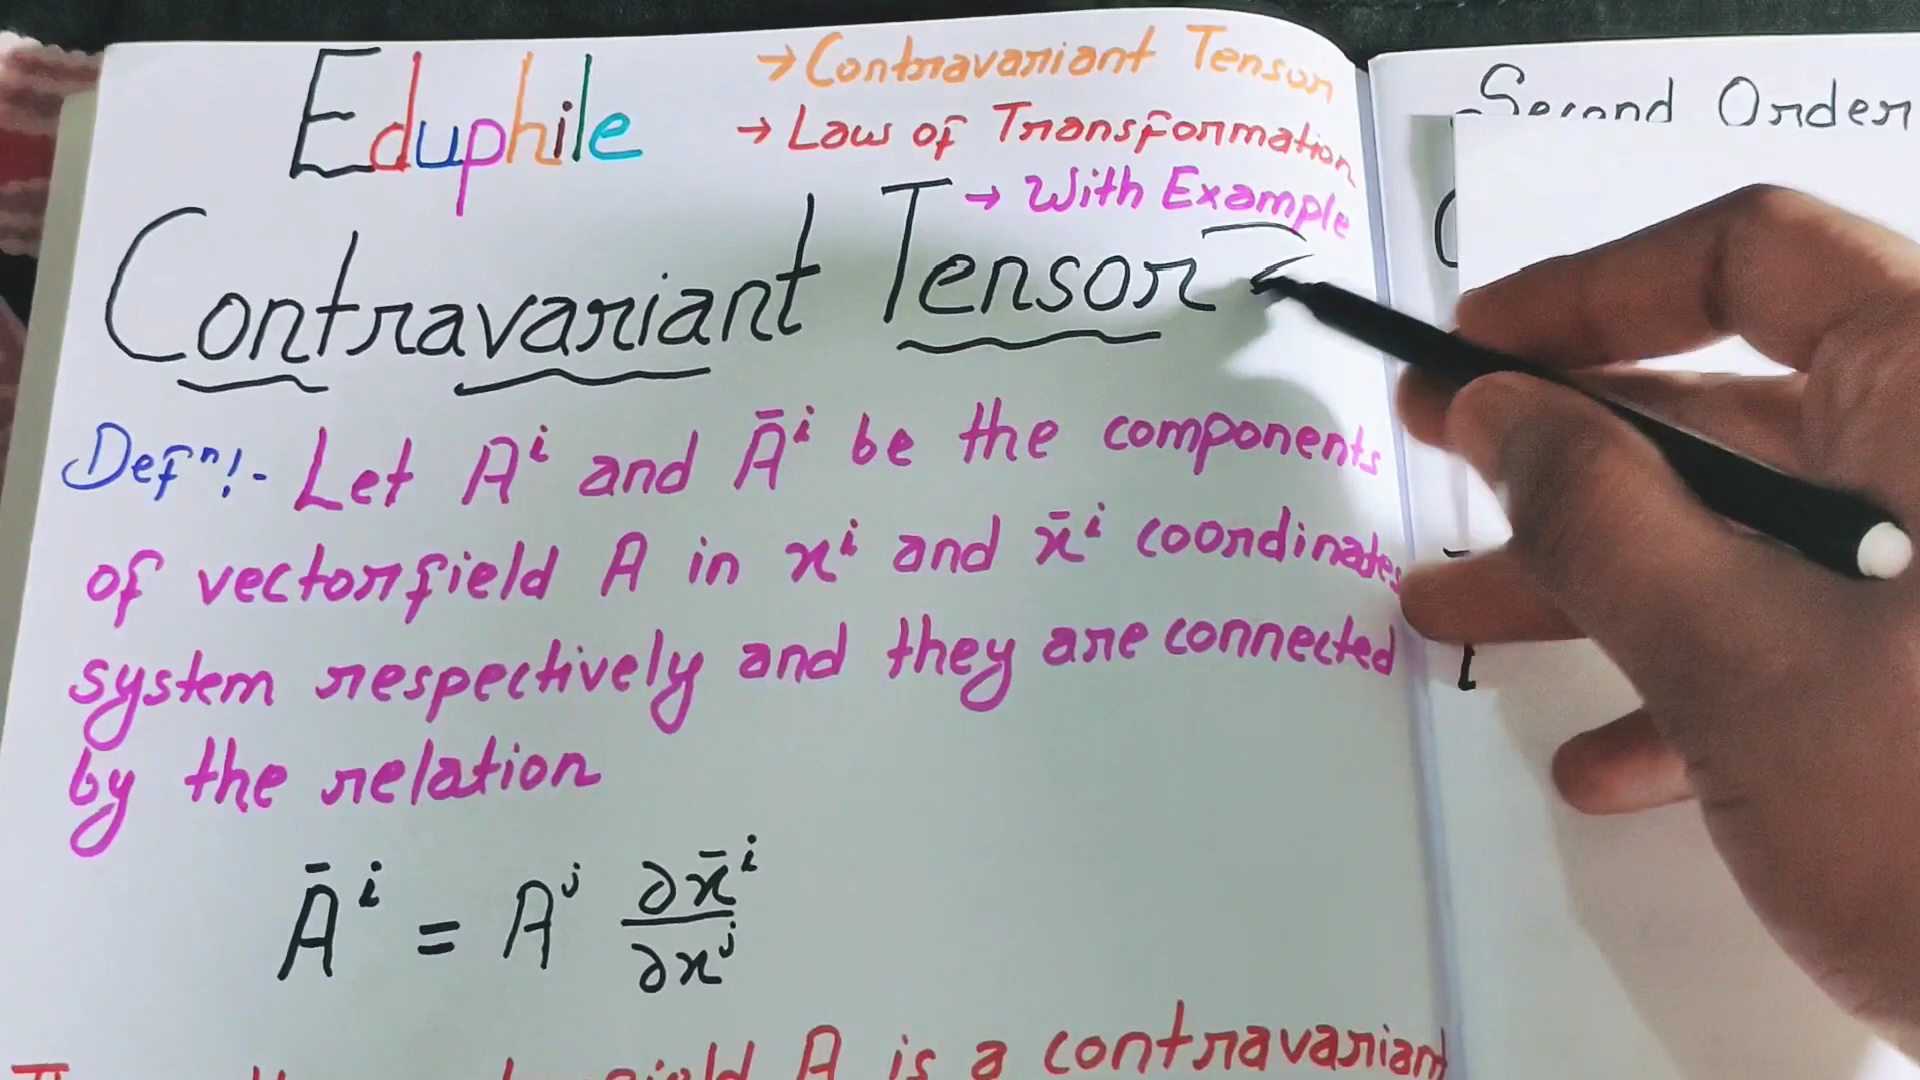 Eduphile
→ Contravariant Tensor
→ Law of Transformation
→ With Example
Contravariant Tensor
Defⁿ!- Let Aⁱ and Āⁱ be the components
of vectorfield A in xⁱ and x̄ⁱ coordinates
system respectively and they are connected
by the relation
Āⁱ = Aʲ ∂x̄ⁱ/∂xʲ
A is a contravariant
Second Order